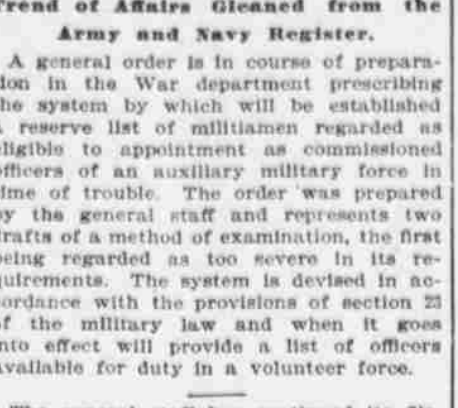 Trend of Affairs Gleaned from the
Army and Navy Register.
A general order is in course of prepara-
tion in the War department prescribing
the system by which will be established
a reserve list of militiamen regarded as
eligible to appointment as commissioned
officers of an auxiliary military force in
time of trouble. The order was prepared
by the general staff and represents two
drafts of a method of examination, the first
being regarded as too severe in its re-
quirements. The system is devised in ac-
cordance with the provisions of section 23
of the military law and when it goes
into effect will provide a list of officers
available for duty in a volunteer force.